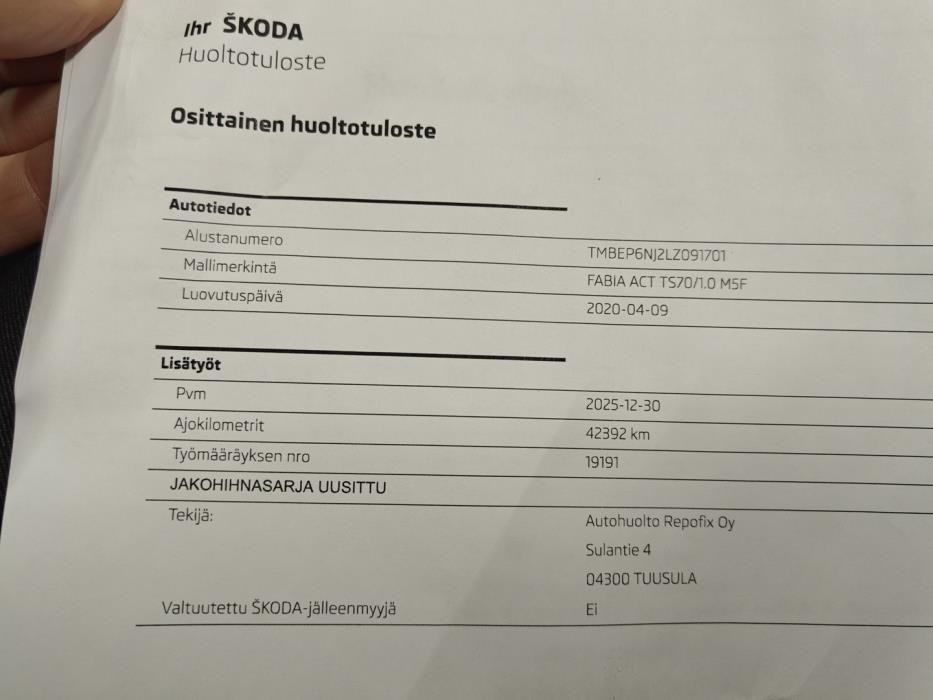 Ihr ŠKODA
Huoltotuloste
Osittainen huoltotuloste
Autotiedot
Alustanumero TMBEP6NJ2LZ091701
Mallimerkintä FABIA ACT TS70/1.0 M5F
Luovutuspäivä 2020-04-09
Lisätyöt
Pvm 2025-12-30
Ajokilometrit 42392 km
Työmääräyksen nro 19191
JAKOHIHNASARJA UUSITTU
Tekijä: Autohuolto Repofix Oy
Sulantie 4
04300 TUUSULA
Valtuutettu ŠKODA-jälleenmyyjä Ei